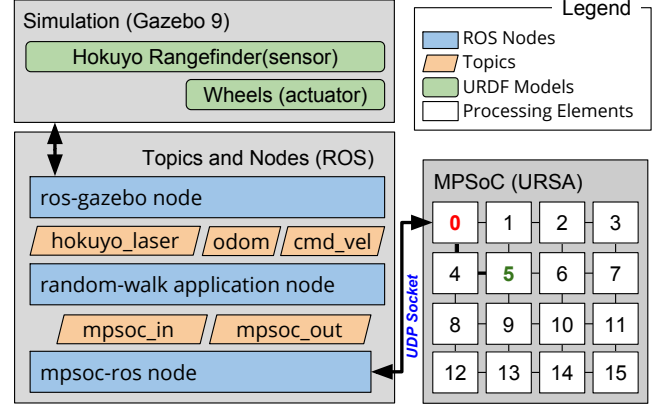 Simulation (Gazebo 9)
Hokuyo Rangefinder(sensor)
Wheels (actuator)
Legend
ROS Nodes
Topics
URDF Models
Processing Elements
Topics and Nodes (ROS)
ros-gazebo node
hokuyo_laser odom cmd_vel
random-walk application node
mpsoc_in mpsoc_out
mpsoc-ros node
UDP Socket
MPSoC (URSA)
0 1 2 3
4 5 6 7
8 9 10 11
12 13 14 15